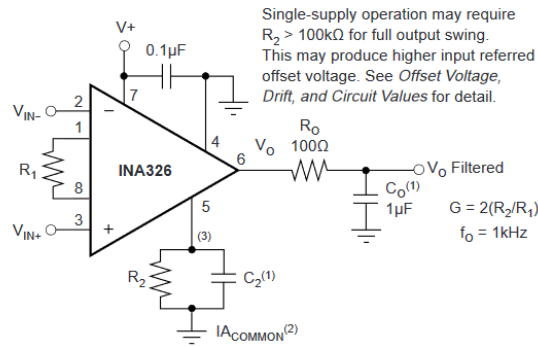 Single-supply operation may require
R2 > 100kΩ for full output swing.
This may produce higher input referred
offset voltage. See Offset Voltage,
Drift, and Circuit Values for detail.
V+
0.1µF
7
VIN−
2
−
1
R1
INA326
8
VIN+
3
+
4
6
VO
RO
100Ω
VO Filtered
CO(1)
1µF
G = 2(R2/R1)
fO = 1kHz
5
(3)
R2
C2(1)
IACOMMON(2)